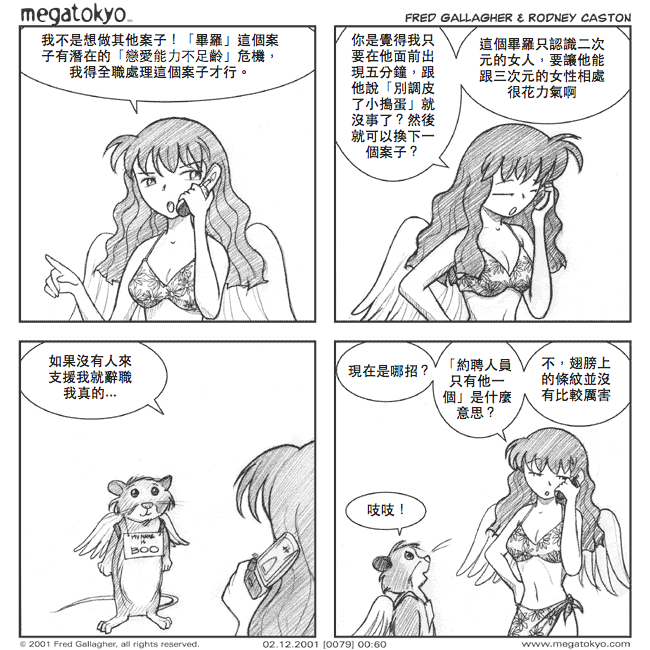 megatokyo™
FRED GALLAGHER & RODNEY CASTON
我不是想做其他案子！「畢羅」這個案
子有潛在的「戀愛能力不足齡」危機，
我得全職處理這個案子才行。
你是覺得我只
要在他面前出
現五分鐘，跟
他說「別調皮
了小搗蛋」就
沒事了？然後
就可以換下一
個案子？
這個畢羅只認識二次
元的女人，要讓他能
跟三次元的女性相處
很花力氣啊
如果沒有人來
支援我就辭職
我真的...
MY NAME
IS
BOO
現在是哪招？
「約聘人員
只有他一
個」是什麼
意思？
不，翅膀上
的條紋並沒
有比較厲害
吱吱！
© 2001 Fred Gallagher, all rights reserved.
02.12.2001 [0079] 00:60
www.megatokyo.com